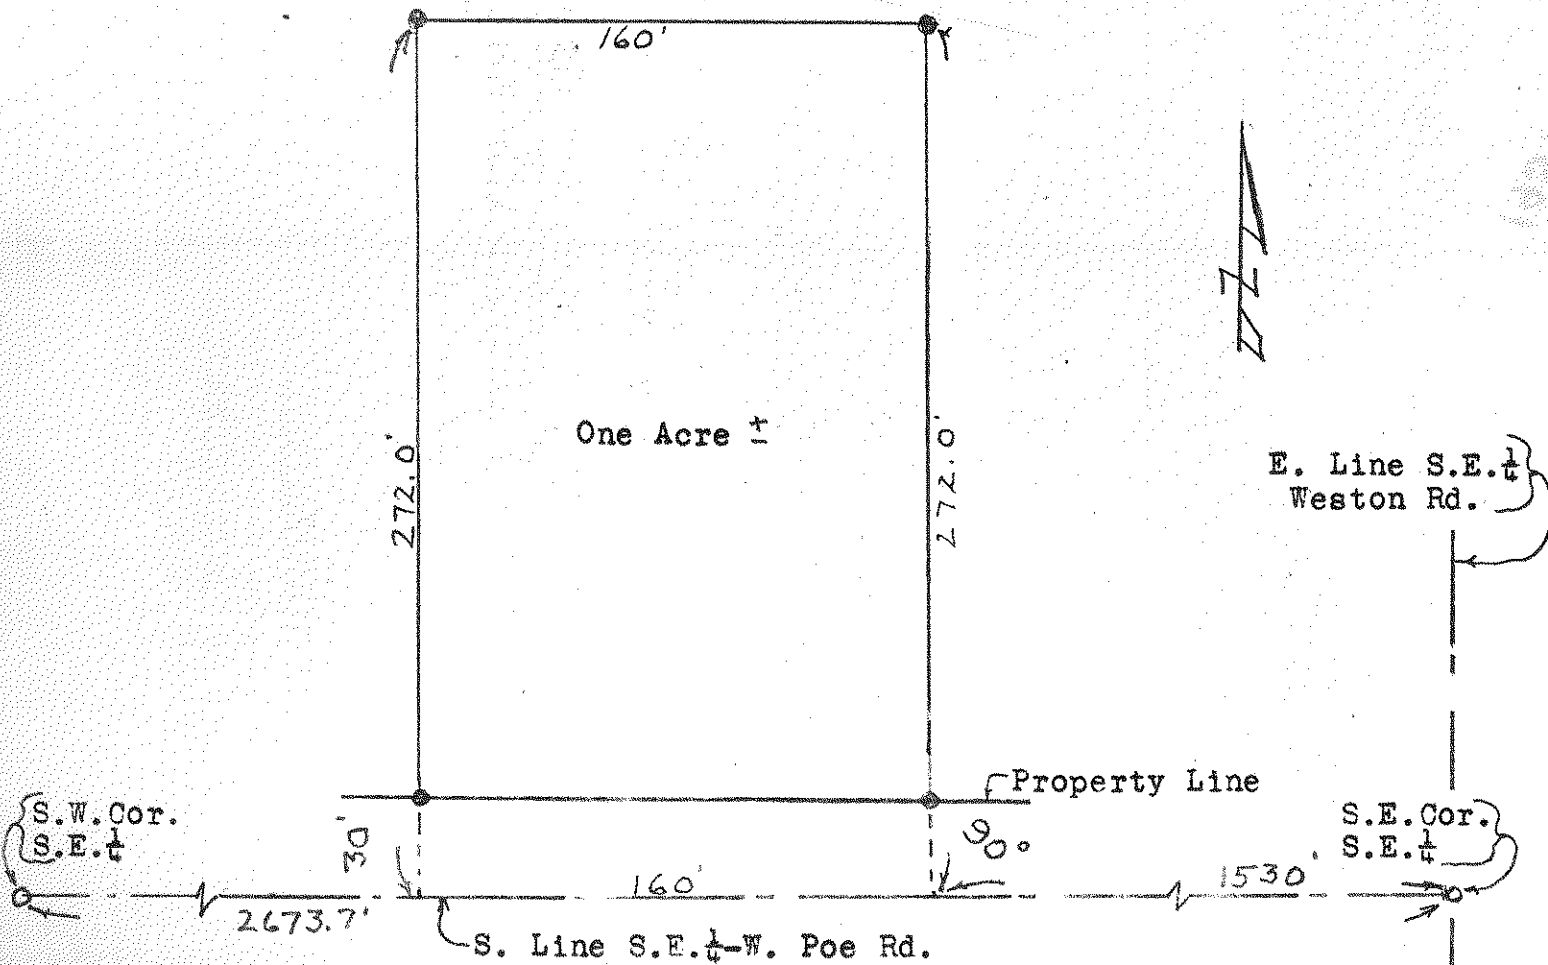 160'
272.0'
272.0'
One Acre ±
E. Line S.E.¼
Weston Rd.
Property Line
S.W.Cor.
S.E.¼
30'
90°
S.E.Cor.
S.E.¼
2673.7'
160'
1530'
S. Line S.E.¼-W. Poe Rd.